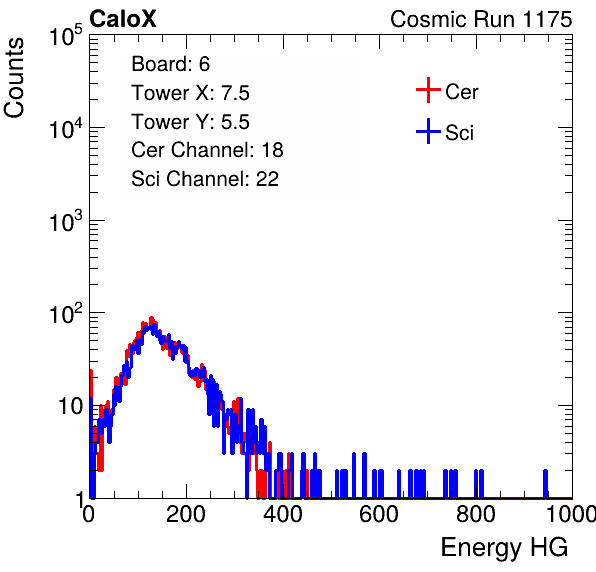 CaloX Cosmic Run 1175
Counts
10^5
10^4
10^3
10^2
10
1
Board: 6
Tower X: 7.5
Tower Y: 5.5
Cer Channel: 18
Sci Channel: 22
Cer
Sci
0 200 400 600 800 1000
Energy HG